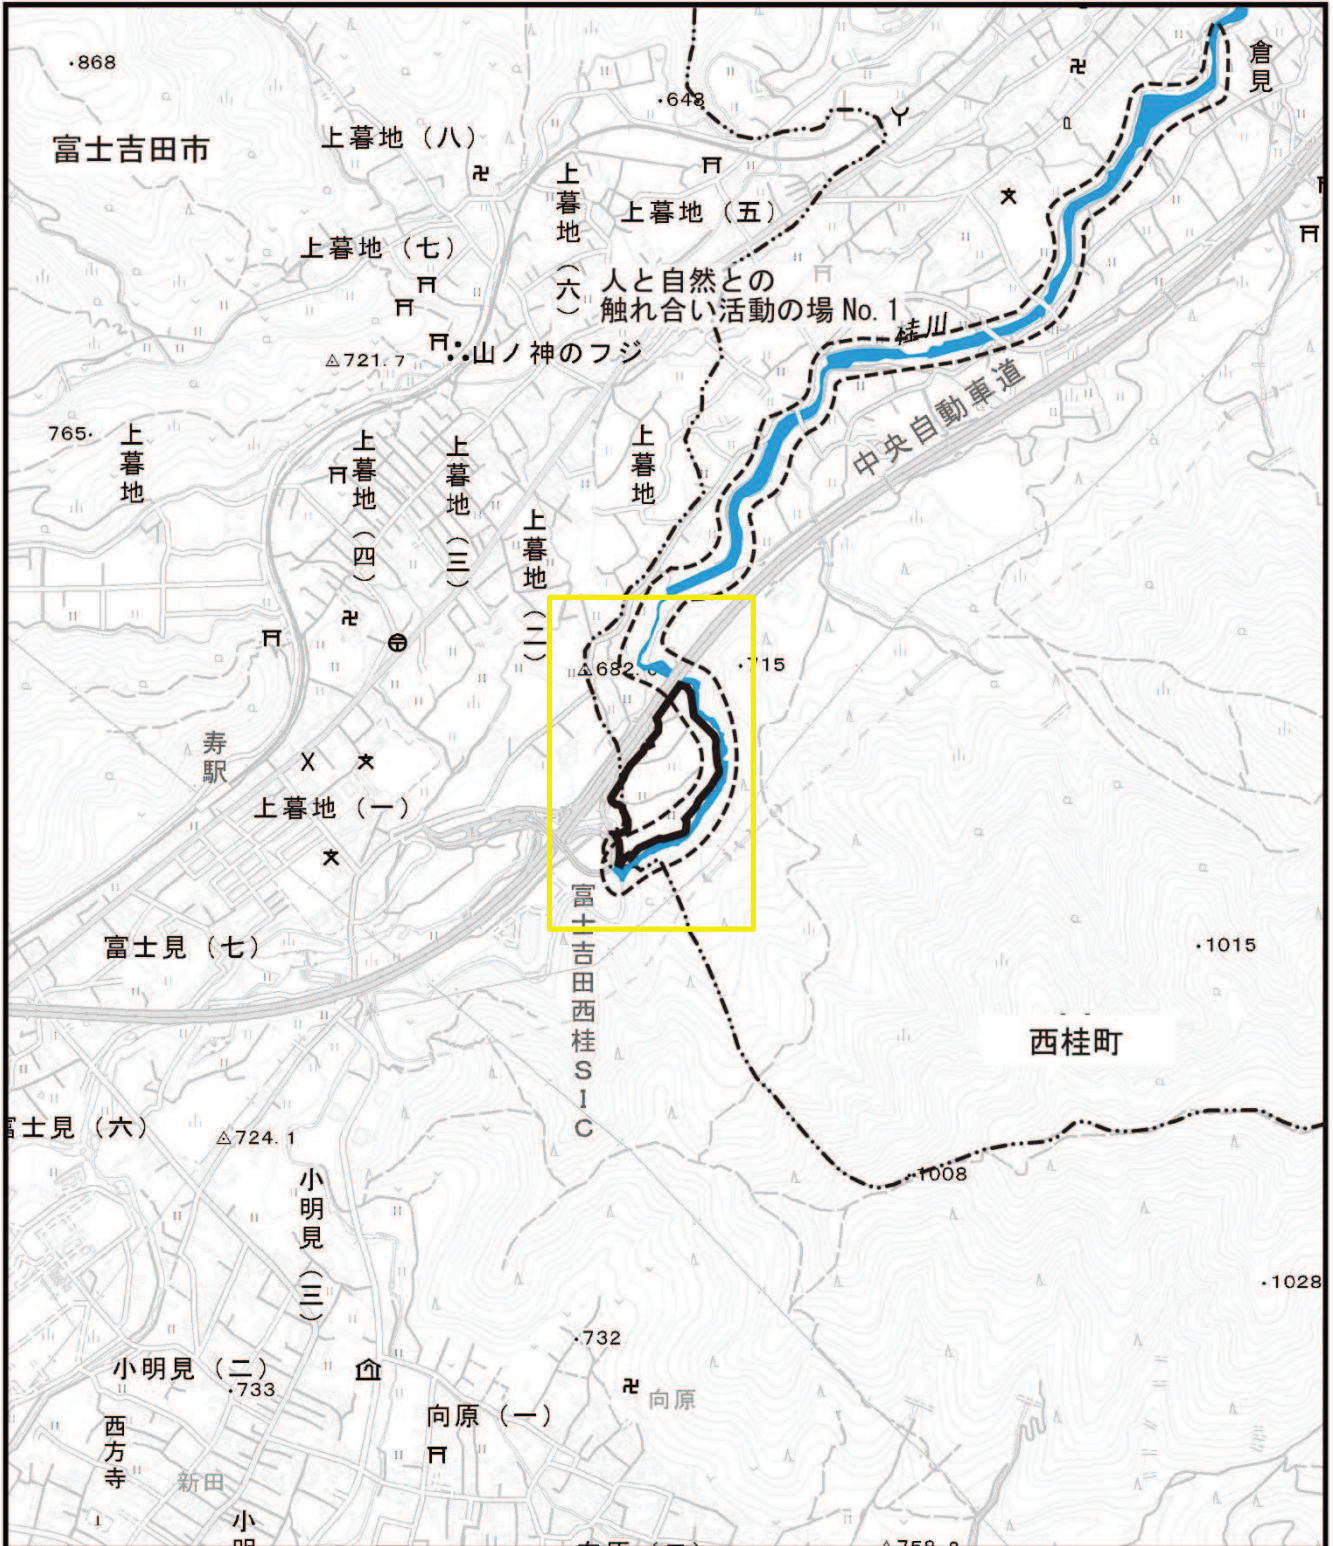 ・868
富士吉田市
上暮地（八）
・643
倉見
上暮地（六）
上暮地（五）
上暮地（七）
人と自然との
触れ合い活動の場 No.1
桂川
山ノ神のフジ
721.7
中央自動車道
765・
上暮地
上暮地（四）
上暮地（三）
上暮地
上暮地（二）
・715
寿駅
上暮地（一）
富士吉田西桂SIC
富士見（七）
・1015
西桂町
富士見（六）
724.1
・1008
小明見（三）
・1028
・732
小明見（二）
・733
向原
向原（一）
西方寺
新田